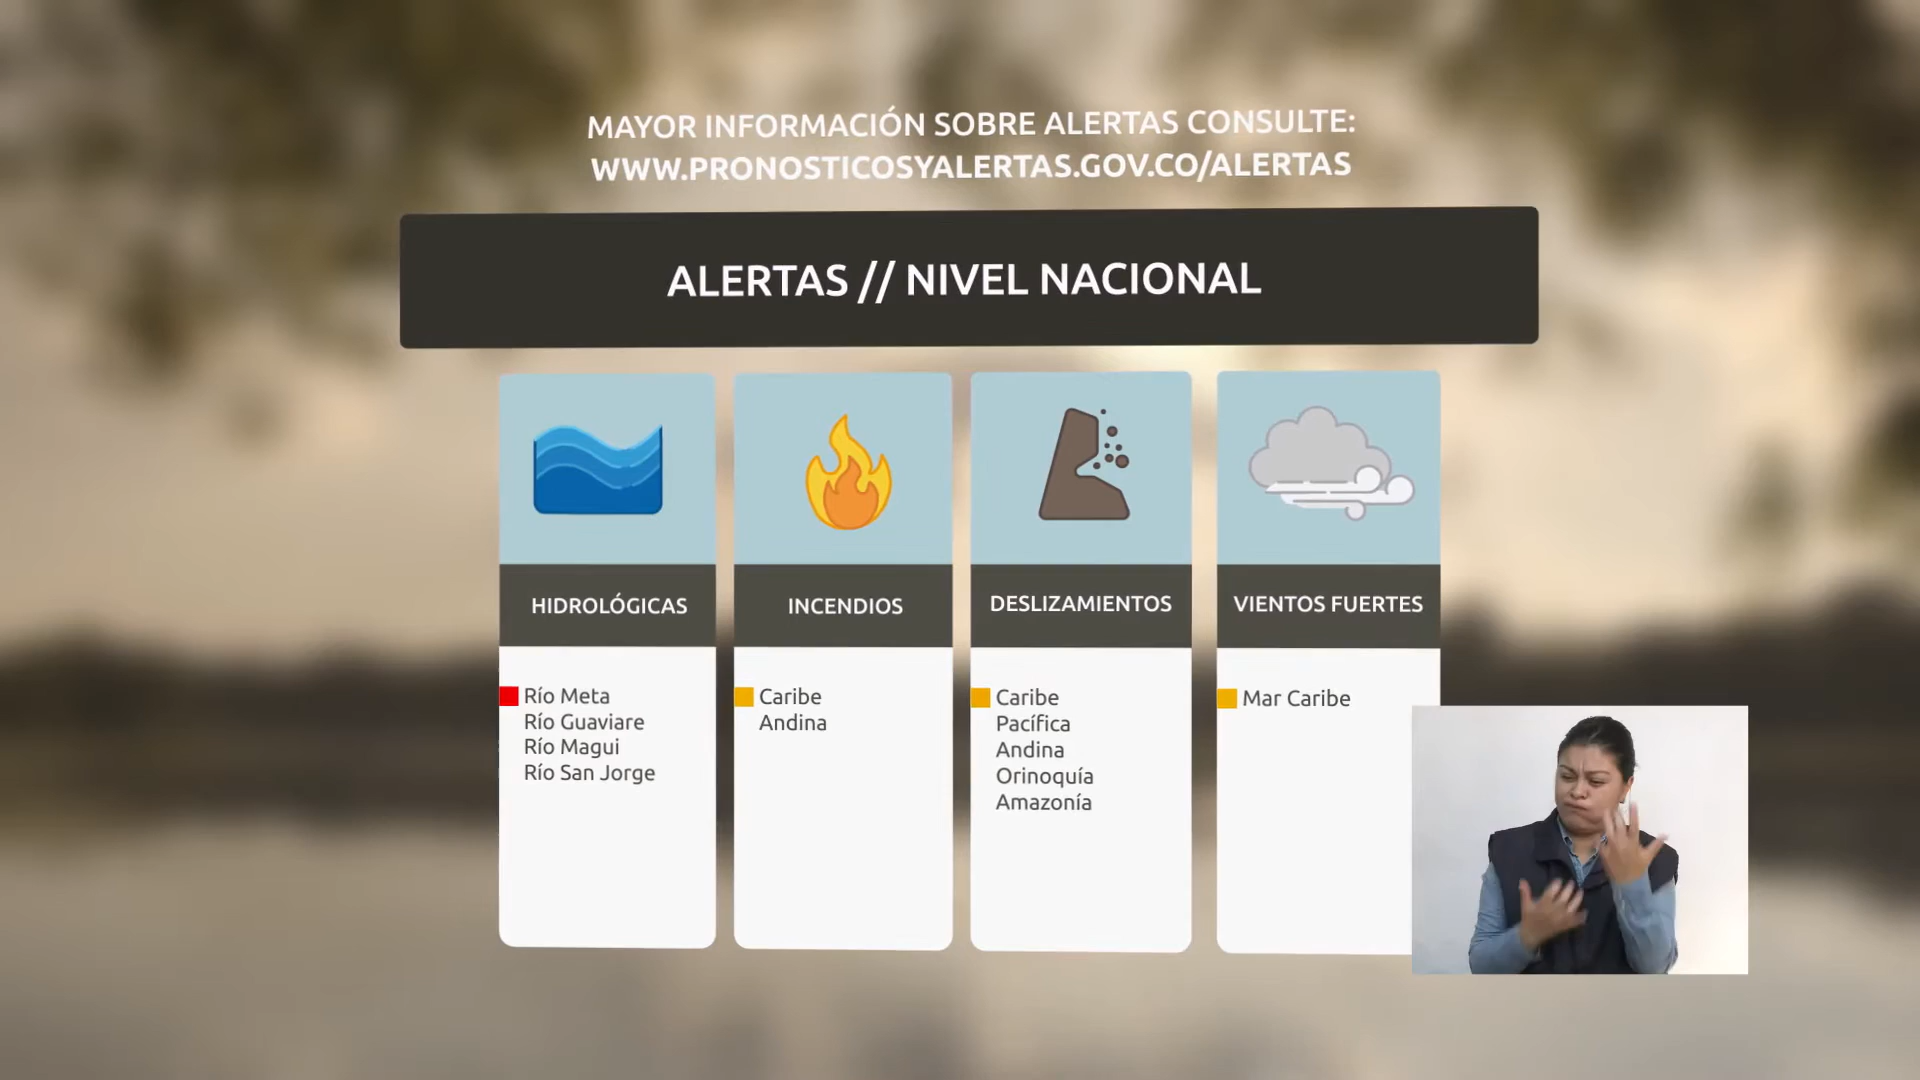 MAYOR INFORMACIÓN SOBRE ALERTAS CONSULTE:
WWW.PRONOSTICOSYALERTAS.GOV.CO/ALERTAS
ALERTAS // NIVEL NACIONAL
HIDROLÓGICAS
Río Meta
Río Guaviare
Río Magui
Río San Jorge
INCENDIOS
Caribe
Andina
DESLIZAMIENTOS
Caribe
Pacífica
Andina
Orinoquía
Amazonía
VIENTOS FUERTES
Mar Caribe